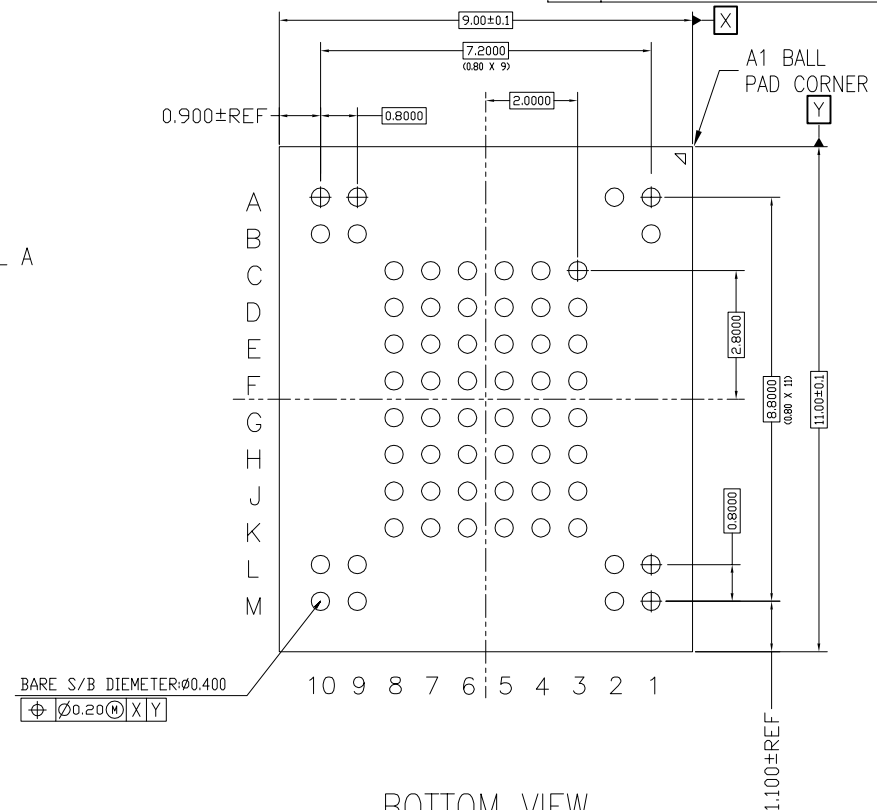 9.00±0.1
X
7.2000
(0.80 X 9)
A1 BALL
PAD CORNER
Y
2.0000
0.900±REF
0.8000
A
A
B
C
D
E
F
G
H
J
K
L
M
2.8000
8.8000
(0.80 X 11)
11.00±0.1
0.8000
BARE S/B DIEMETER:Ø0.400
⌖ Ø0.20Ⓜ X Y
10 9 8 7 6 5 4 3 2 1
1.100±REF
BOTTOM VIEW